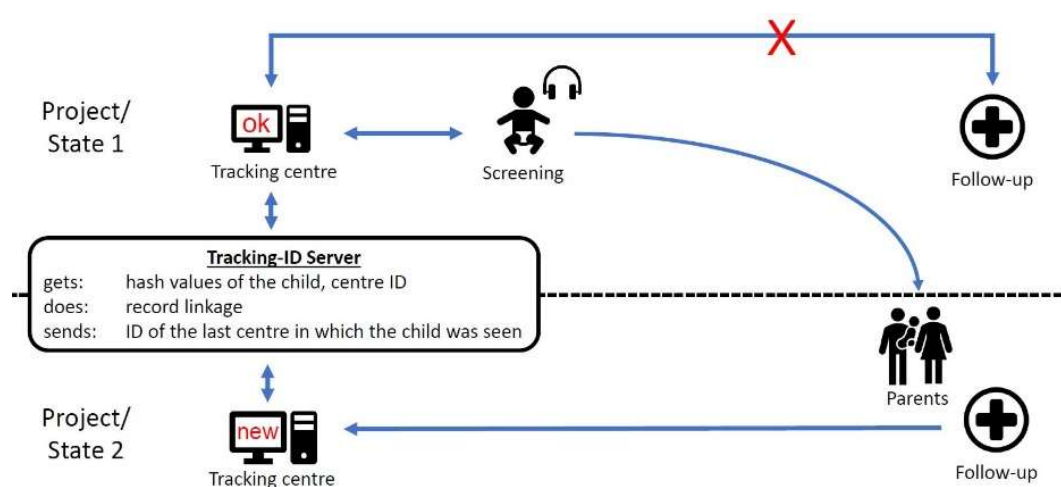 X
Project/
State 1
ok
Tracking centre
Screening
Follow-up
Tracking-ID Server
gets: hash values of the child, centre ID
does: record linkage
sends: ID of the last centre in which the child was seen
Parents
Project/
State 2
new
Tracking centre
Follow-up